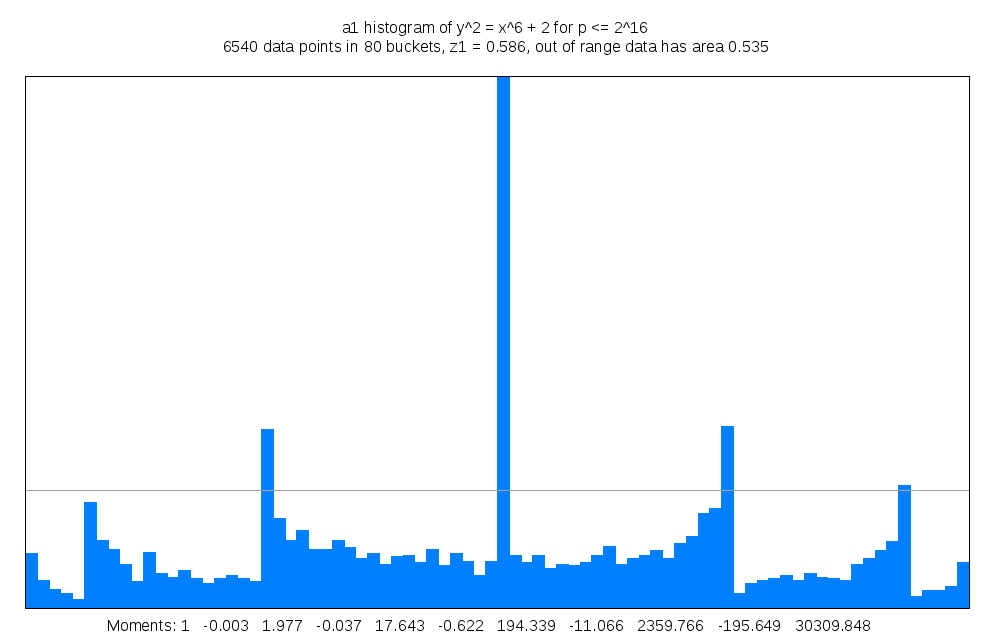 a1 histogram of y^2 = x^6 + 2 for p <= 2^16
6540 data points in 80 buckets, z1 = 0.586, out of range data has area 0.535
Moments: 1 -0.003 1.977 -0.037 17.643 -0.622 194.339 -11.066 2359.766 -195.649 30309.848